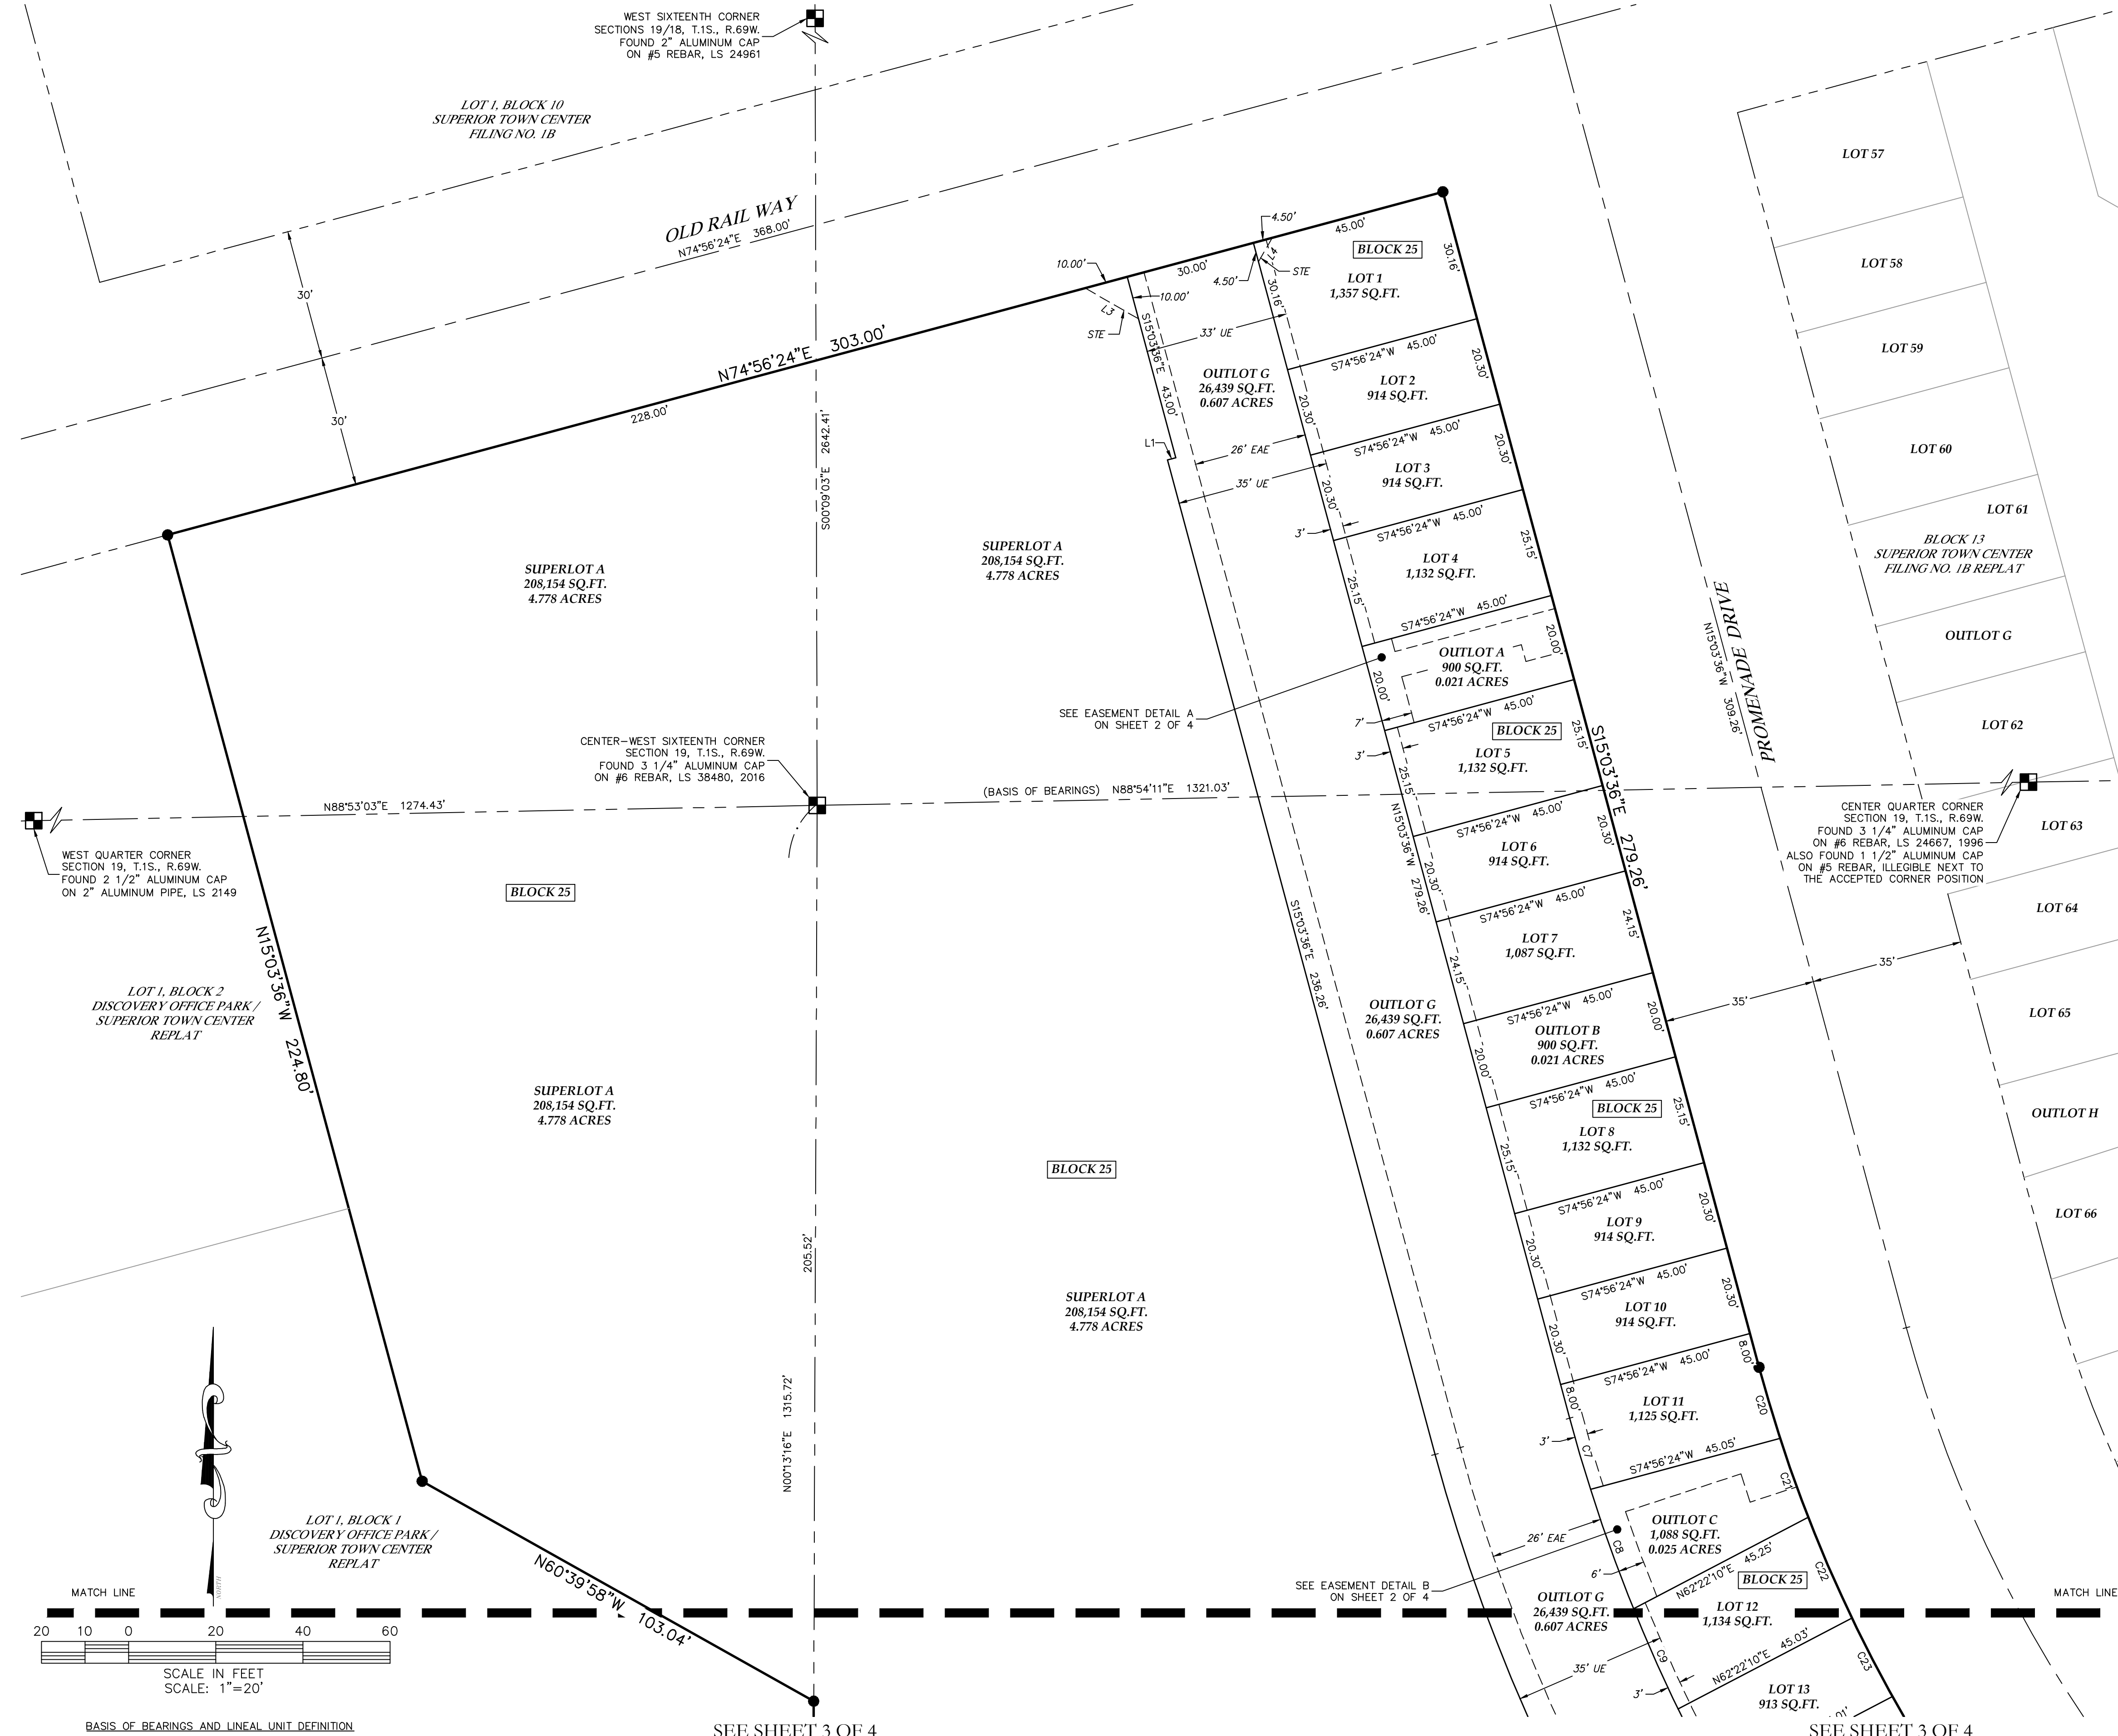 WEST SIXTEENTH CORNER
SECTIONS 19/18, T.1S., R.69W.
FOUND 2" ALUMINUM CAP
ON #5 REBAR, LS 24961
LOT 1, BLOCK 10
SUPERIOR TOWN CENTER
FILING NO. 1B
OLD RAIL WAY
N74°56'24"E 368.00'
30'
30'
N74°56'24"E 303.00'
228.00'
10.00'
30.00'
4.50'
45.00'
10.00'
L3
STE
4.50'
L4
STE
33' UE
S15°03'36"E 43.00'
L1
OUTLOT G
26,439 SQ.FT.
0.607 ACRES
26' EAE
35' UE
3'
BLOCK 25
LOT 1
1,357 SQ.FT.
30.16'
30.16'
S74°56'24"W 45.00'
LOT 2
914 SQ.FT.
20.30'
20.30'
S74°56'24"W 45.00'
LOT 3
914 SQ.FT.
20.30'
20.30'
S74°56'24"W 45.00'
LOT 4
1,132 SQ.FT.
25.15'
25.15'
S74°56'24"W 45.00'
OUTLOT A
900 SQ.FT.
0.021 ACRES
20.00'
20.00'
7'
S74°56'24"W 45.00'
SEE EASEMENT DETAIL A
ON SHEET 2 OF 4
BLOCK 25
LOT 5
1,132 SQ.FT.
3'
25.15'
25.15'
S15°03'36"E 279.26'
N15°03'36"W 279.26'
S74°56'24"W 45.00'
LOT 6
914 SQ.FT.
20.30'
20.30'
S74°56'24"W 45.00'
LOT 7
1,087 SQ.FT.
24.15'
24.15'
S74°56'24"W 45.00'
OUTLOT B
900 SQ.FT.
0.021 ACRES
20.00'
20.00'
S74°56'24"W 45.00'
BLOCK 25
LOT 8
1,132 SQ.FT.
25.15'
25.15'
S74°56'24"W 45.00'
LOT 9
914 SQ.FT.
20.30'
20.30'
S74°56'24"W 45.00'
LOT 10
914 SQ.FT.
20.30'
20.30'
S74°56'24"W 45.00'
LOT 11
1,125 SQ.FT.
8.00'
8.00'
C20
C7
3'
S74°56'24"W 45.05'
OUTLOT C
1,088 SQ.FT.
0.025 ACRES
C21
C8
6'
26' EAE
N62°22'10"E 45.25'
SEE EASEMENT DETAIL B
ON SHEET 2 OF 4
BLOCK 25
LOT 12
1,134 SQ.FT.
C22
C9
N62°22'10"E 45.03'
35' UE
3'
LOT 13
913 SQ.FT.
C23
.01'
OUTLOT G
26,439 SQ.FT.
0.607 ACRES
OUTLOT G
26,439 SQ.FT.
0.607 ACRES
S15°03'36"E 236.26'
SUPERLOT A
208,154 SQ.FT.
4.778 ACRES
SUPERLOT A
208,154 SQ.FT.
4.778 ACRES
S00°09'03"E 2642.41'
CENTER-WEST SIXTEENTH CORNER
SECTION 19, T.1S., R.69W.
FOUND 3 1/4" ALUMINUM CAP
ON #6 REBAR, LS 38480, 2016
N88°53'03"E 1274.43'
(BASIS OF BEARINGS) N88°54'11"E 1321.03'
WEST QUARTER CORNER
SECTION 19, T.1S., R.69W.
FOUND 2 1/2" ALUMINUM CAP
ON 2" ALUMINUM PIPE, LS 2149
BLOCK 25
N15°03'36"W 224.80'
LOT 1, BLOCK 2
DISCOVERY OFFICE PARK /
SUPERIOR TOWN CENTER
REPLAT
SUPERLOT A
208,154 SQ.FT.
4.778 ACRES
BLOCK 25
205.52'
SUPERLOT A
208,154 SQ.FT.
4.778 ACRES
N00°13'16"E 1315.72'
LOT 1, BLOCK 1
DISCOVERY OFFICE PARK /
SUPERIOR TOWN CENTER
REPLAT
N60°39'58"W 103.04'
PROMENADE DRIVE
N15°03'36"W 309.26'
35'
35'
LOT 57
LOT 58
LOT 59
LOT 60
LOT 61
BLOCK 13
SUPERIOR TOWN CENTER
FILING NO. 1B REPLAT
OUTLOT G
LOT 62
CENTER QUARTER CORNER
SECTION 19, T.1S., R.69W.
FOUND 3 1/4" ALUMINUM CAP
ON #6 REBAR, LS 24667, 1996
ALSO FOUND 1 1/2" ALUMINUM CAP
ON #5 REBAR, ILLEGIBLE NEXT TO
THE ACCEPTED CORNER POSITION
LOT 63
LOT 64
LOT 65
OUTLOT H
LOT 66
NORTH
MATCH LINE
MATCH LINE
20 10 0 20 40 60
SCALE IN FEET
SCALE: 1"=20'
BASIS OF BEARINGS AND LINEAL UNIT DEFINITION
SEE SHEET 3 OF 4
SEE SHEET 3 OF 4